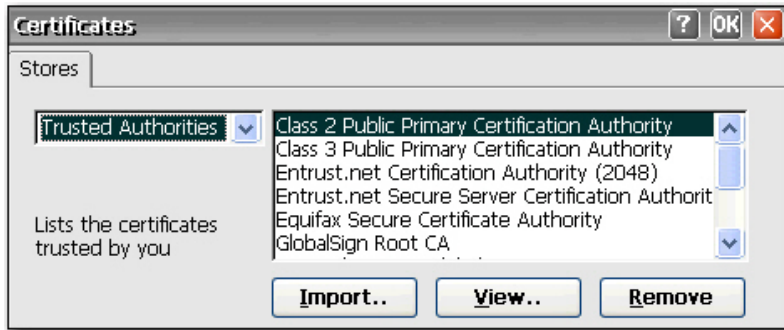 Certificates
? OK X
Stores
Trusted Authorities
Class 2 Public Primary Certification Authority
Class 3 Public Primary Certification Authority
Entrust.net Certification Authority (2048)
Entrust.net Secure Server Certification Authorit
Equifax Secure Certificate Authority
GlobalSign Root CA
Lists the certificates
trusted by you
Import..
View..
Remove